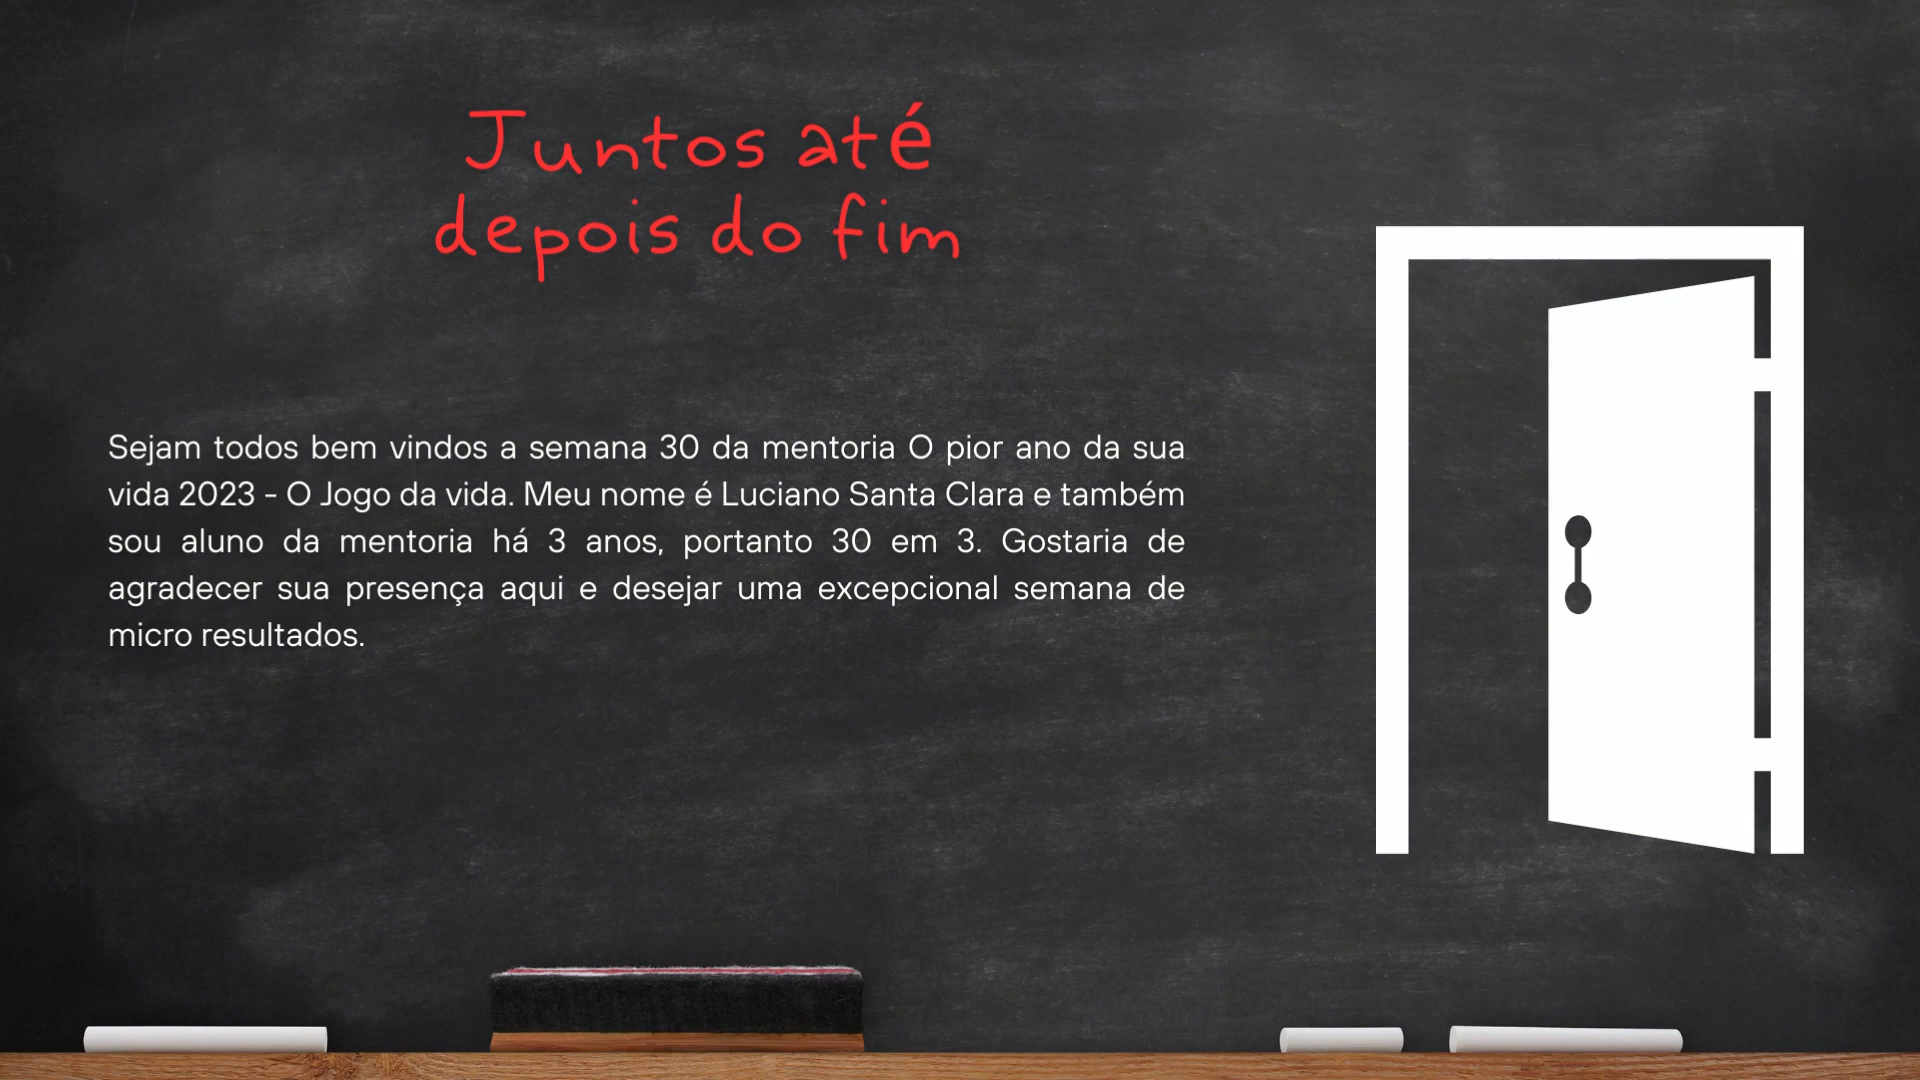 Juntos até
depois do fim
Sejam todos bem vindos a semana 30 da mentoria O pior ano da sua
vida 2023 - O Jogo da vida. Meu nome é Luciano Santa Clara e também
sou aluno da mentoria há 3 anos, portanto 30 em 3. Gostaria de
agradecer sua presença aqui e desejar uma excepcional semana de
micro resultados.